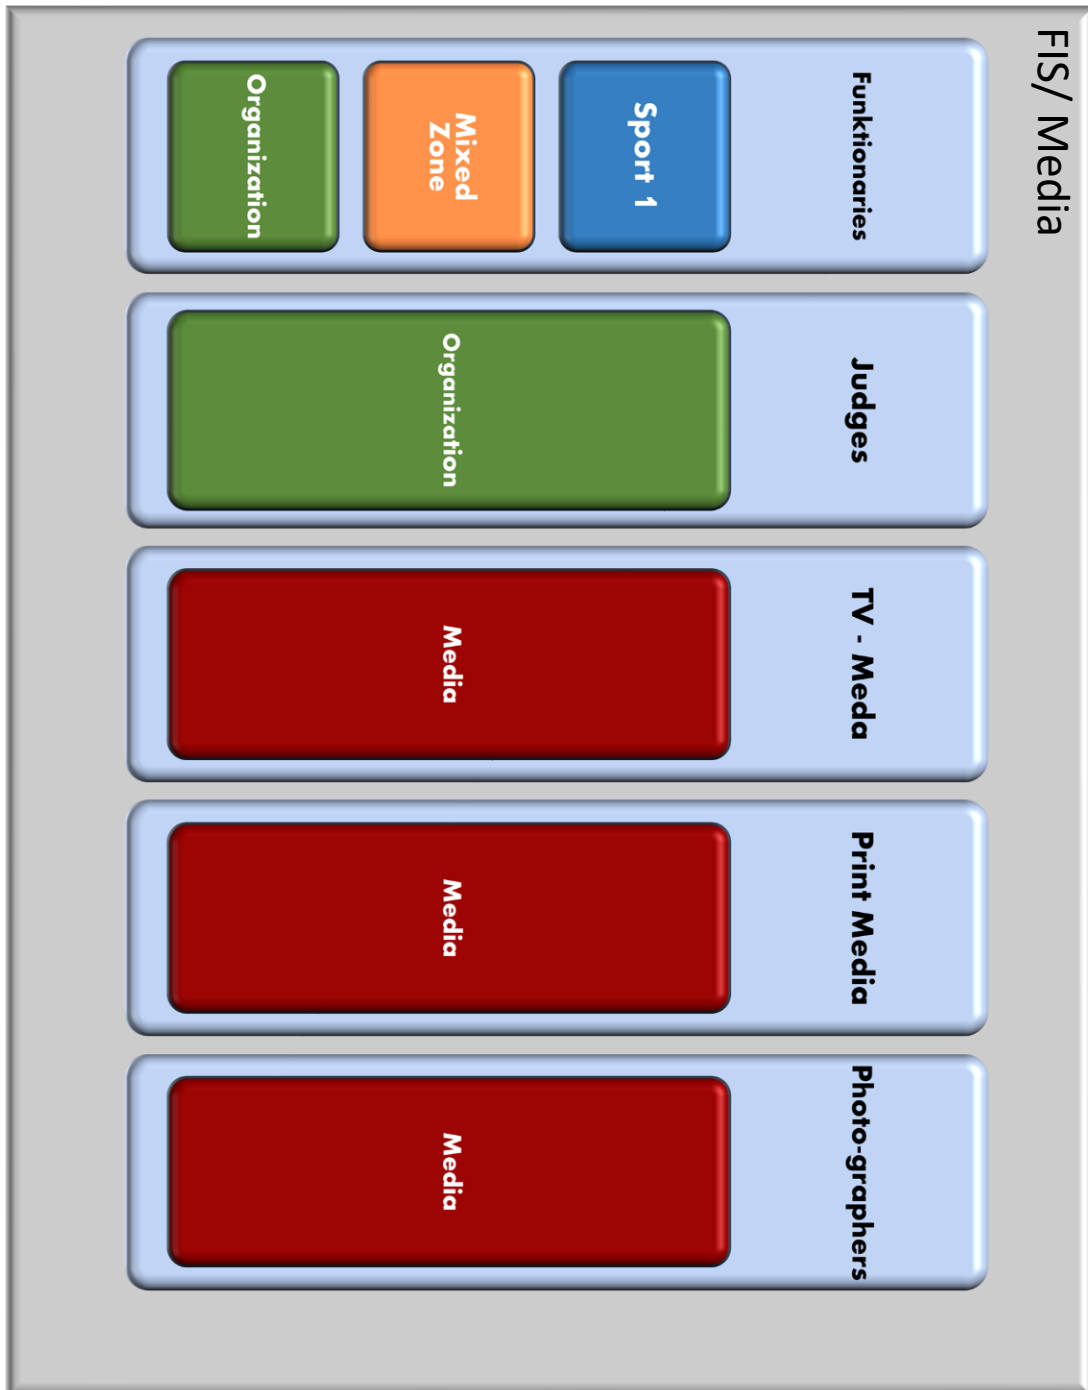 FIS/ Media
Funktionaries
Sport 1
Mixed
Zone
Organization
Judges
Organization
TV - Meda
Media
Print Media
Media
Photo-graphers
Media